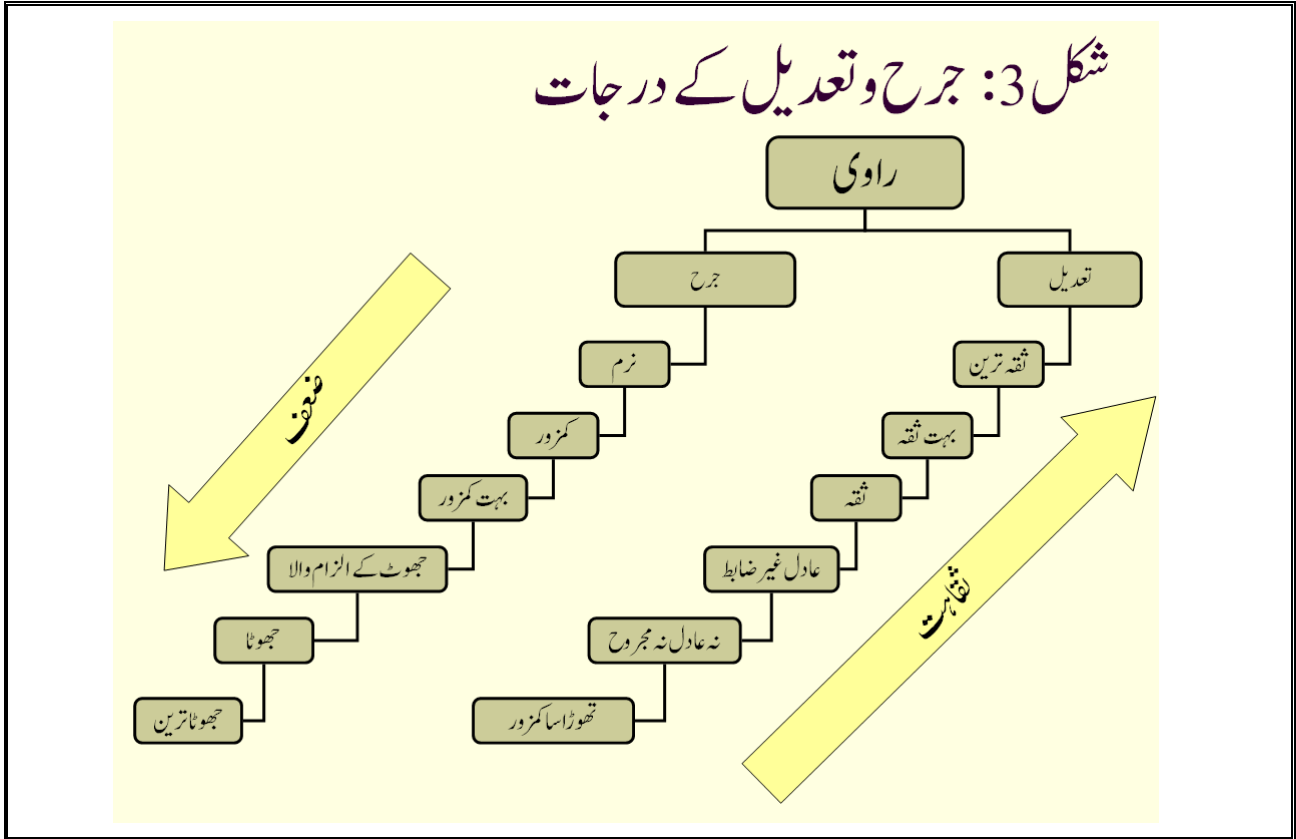 شکل 3: جرح و تعدیل کے درجات
راوی
تعدیل
جرح
ثقہ ترین
نرم
بہت ثقہ
کمزور
ثقہ
بہت کمزور
عادل غیر ضابط
جھوٹ کے الزام والا
نہ عادل نہ مجروح
جھوٹا
تھوڑا سا کمزور
جھوٹا ترین
ثقاہت
ضعف